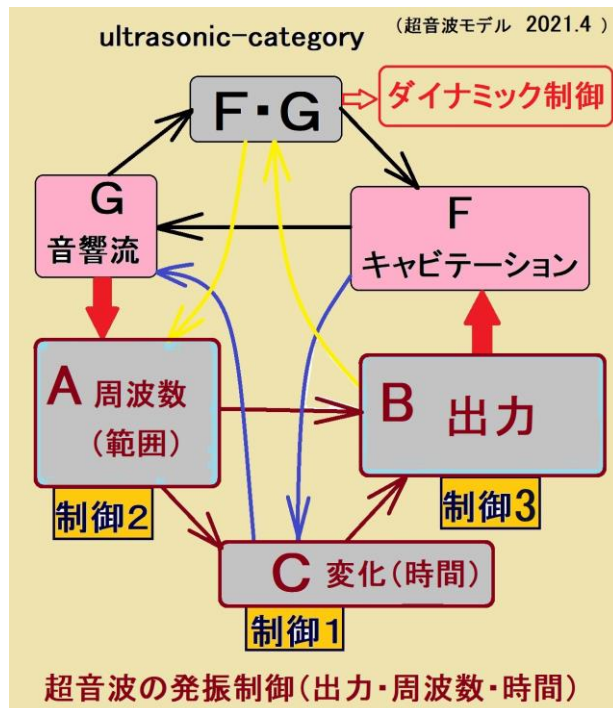 (超音波モデル 2021.4 )
ultrasonic-category
F・G
ダイナミック制御
G
音響流
F
キャビテーション
A 周波数
(範囲)
B 出力
制御2
制御3
C 変化(時間)
制御1
超音波の発振制御(出力・周波数・時間)